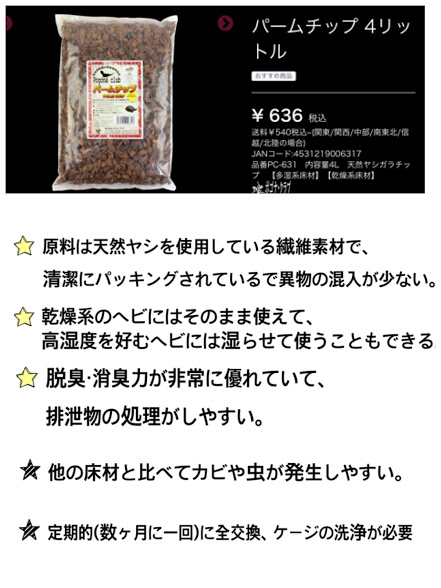 Pogona Club
パームチップ
パームチップ 4リッ
トル
おすすめ商品
¥ 636 税込
送料￥540税込~(関東/関西/中部/南東北/信
越/北陸の場合)
JANコード:4531219006317
品番PC-631　内容量4L　天然ヤシガラチッ
プ　【多湿系床材】【乾燥系床材】
ポゴナ・クラブ
原料は天然ヤシを使用している繊維素材で、
清潔にパッキングされているで異物の混入が少ない。
乾燥系のヘビにはそのまま使えて、
高湿度を好むヘビには湿らせて使うこともできる
脱臭·消臭力が非常に優れていて、
排泄物の処理がしやすい。
他の床材と比べてカビや虫が発生しやすい。
定期的(数ヶ月に一回)に全交換、ケージの洗浄が必要